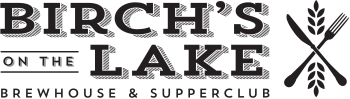 BIRCH'S
ON THE LAKE
BREWHOUSE & SUPPERCLUB